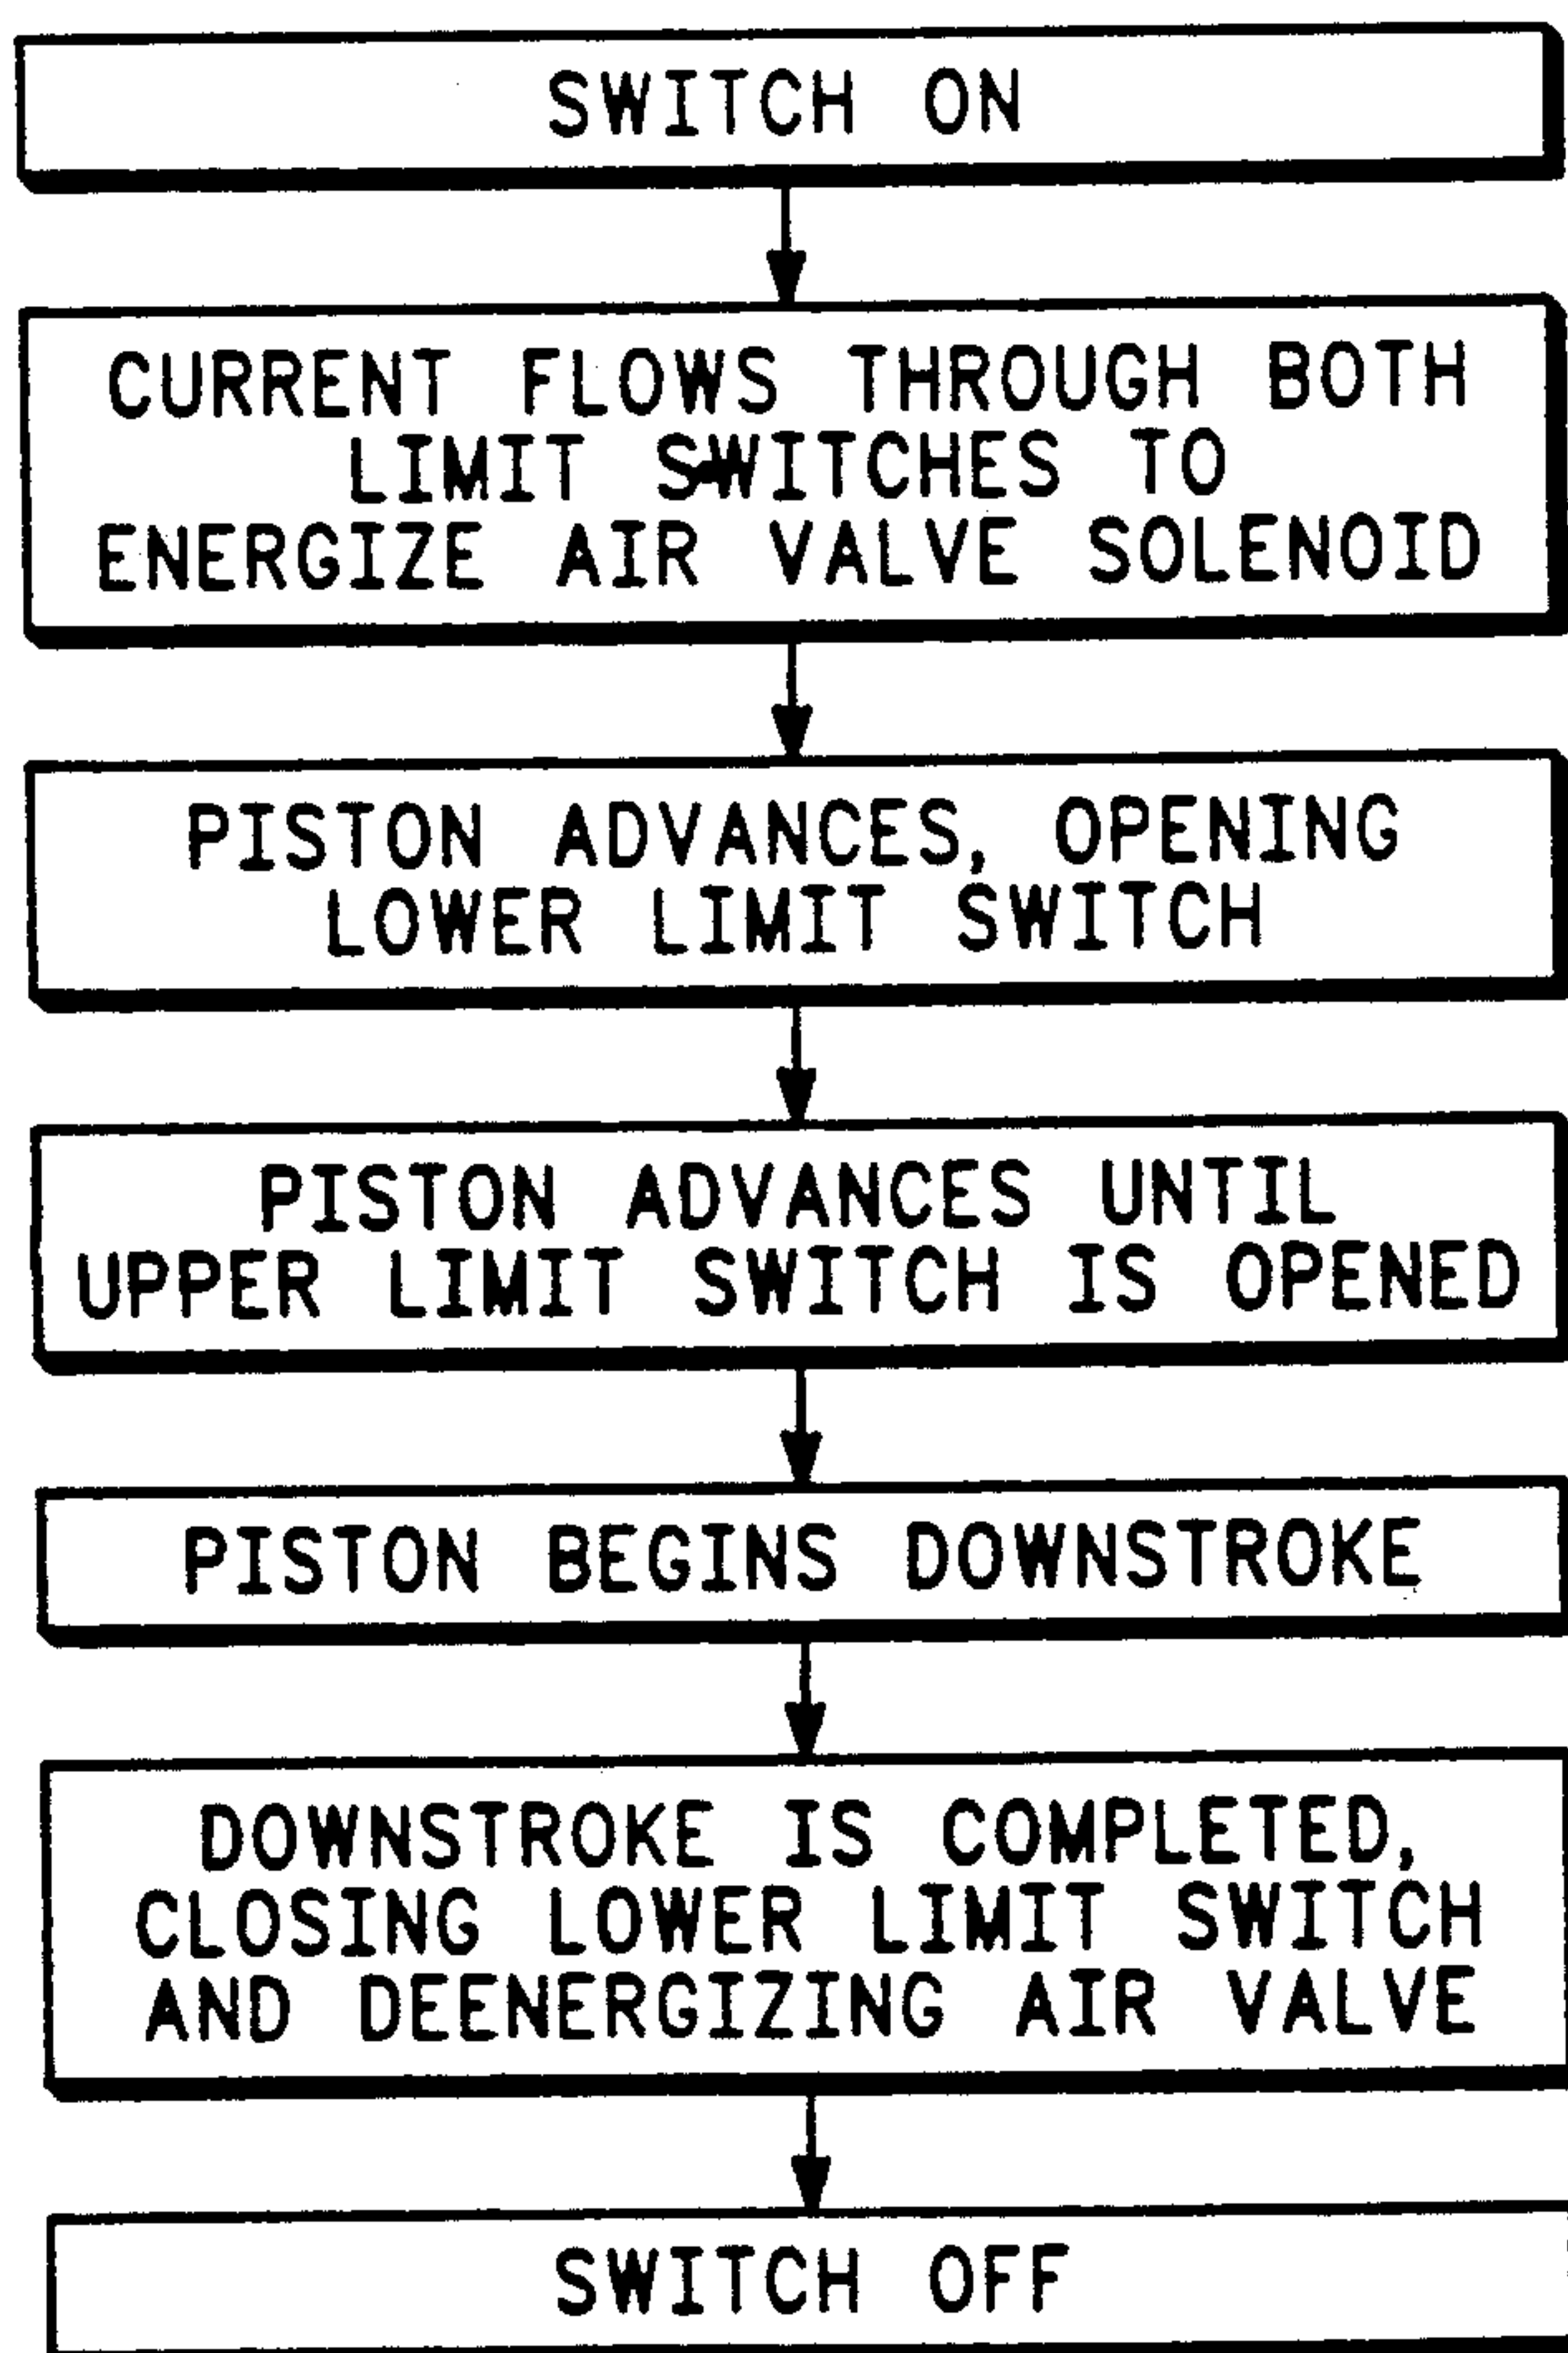 SWITCH ON
CURRENT FLOWS THROUGH BOTH
LIMIT SWITCHES TO
ENERGIZE AIR VALVE SOLENOID
PISTON ADVANCES, OPENING
LOWER LIMIT SWITCH
PISTON ADVANCES UNTIL
UPPER LIMIT SWITCH IS OPENED
PISTON BEGINS DOWNSTROKE
DOWNSTROKE IS COMPLETED,
CLOSING LOWER LIMIT SWITCH
AND DEENERGIZING AIR VALVE
SWITCH OFF